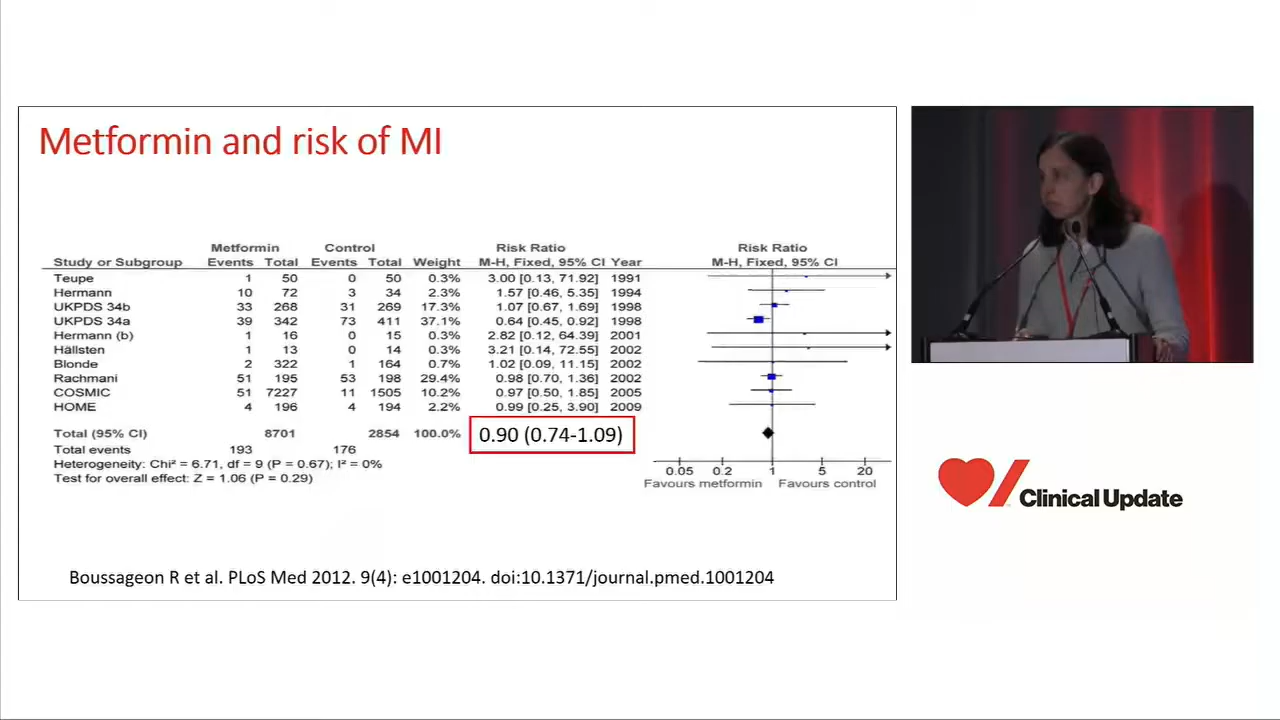 Metformin and risk of MI
Metformin Control Risk Ratio Risk Ratio
Study or Subgroup Events Total Events Total Weight M-H, Fixed, 95% CI Year M-H, Fixed, 95% CI
Teupe 1 50 0 50 0.3% 3.00 [0.13, 71.92] 1991
Hermann 10 72 3 34 2.3% 1.57 [0.46, 5.35] 1994
UKPDS 34b 33 268 31 269 17.3% 1.07 [0.67, 1.69] 1998
UKPDS 34a 39 342 73 411 37.1% 0.64 [0.45, 0.92] 1998
Hermann (b) 1 16 0 15 0.3% 2.82 [0.12, 64.39] 2001
Hällsten 1 13 0 14 0.3% 3.21 [0.14, 72.55] 2002
Blonde 2 322 1 164 0.7% 1.02 [0.09, 11.15] 2002
Rachmani 51 195 53 198 29.4% 0.98 [0.70, 1.36] 2002
COSMIC 51 7227 11 1505 10.2% 0.97 [0.50, 1.85] 2005
HOME 4 196 4 194 2.2% 0.99 [0.25, 3.90] 2009
Total (95% CI) 8701 2854 100.0% 0.90 (0.74-1.09)
Total events 193 176
Heterogeneity: Chi² = 6.71, df = 9 (P = 0.67); I² = 0%
Test for overall effect: Z = 1.06 (P = 0.29)
0.05 0.2 1 5 20
Favours metformin Favours control
Boussageon R et al. PLoS Med 2012. 9(4): e1001204. doi:10.1371/journal.pmed.1001204
Clinical Update